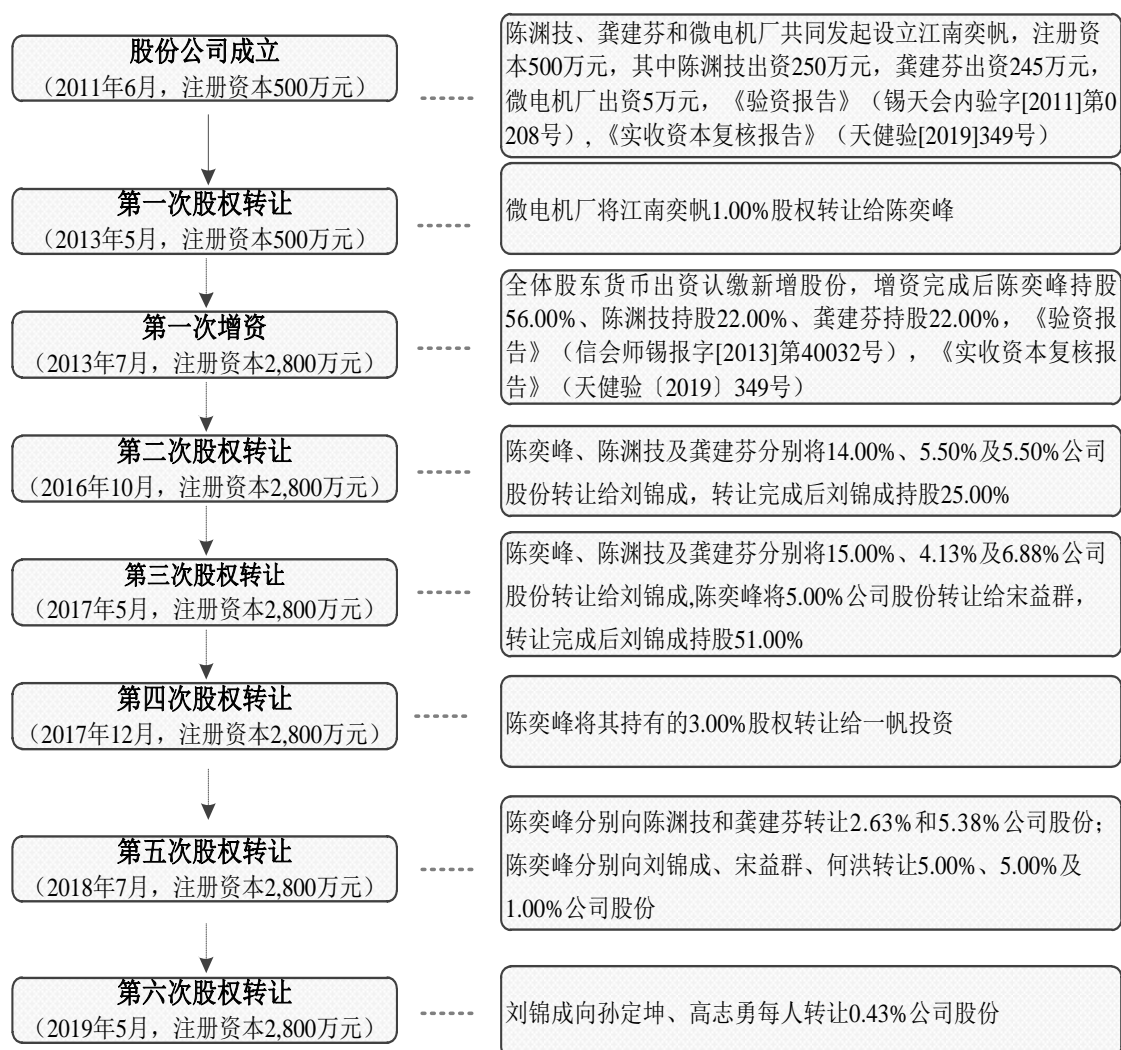 股份公司成立
（2011年6月，注册资本500万元）
陈渊技、龚建芬和微电机厂共同发起设立江南奕帆，注册资
本500万元，其中陈渊技出资250万元，龚建芬出资245万元，
微电机厂出资5万元，《验资报告》（锡天会内验字[2011]第0
208号）,《实收资本复核报告》（天健验[2019]349号）
第一次股权转让
（2013年5月，注册资本500万元）
微电机厂将江南奕帆1.00%股权转让给陈奕峰
第一次增资
（2013年7月，注册资本2,800万元）
全体股东货币出资认缴新增股份，增资完成后陈奕峰持股
56.00%、陈渊技持股22.00%、龚建芬持股22.00%，《验资报
告》（信会师锡报字[2013]第40032号），《实收资本复核报
告》（天健验〔2019〕349号）
第二次股权转让
（2016年10月，注册资本2,800万元）
陈奕峰、陈渊技及龚建芬分别将14.00%、5.50%及5.50%公司
股份转让给刘锦成，转让完成后刘锦成持股25.00%
第三次股权转让
（2017年5月，注册资本2,800万元）
陈奕峰、陈渊技及龚建芬分别将15.00%、4.13%及6.88%公司
股份转让给刘锦成,陈奕峰将5.00%公司股份转让给宋益群，
转让完成后刘锦成持股51.00%
第四次股权转让
（2017年12月，注册资本2,800万元）
陈奕峰将其持有的3.00%股权转让给一帆投资
第五次股权转让
（2018年7月，注册资本2,800万元）
陈奕峰分别向陈渊技和龚建芬转让2.63%和5.38%公司股份；
陈奕峰分别向刘锦成、宋益群、何洪转让5.00%、5.00%及
1.00%公司股份
第六次股权转让
（2019年5月，注册资本2,800万元）
刘锦成向孙定坤、高志勇每人转让0.43%公司股份